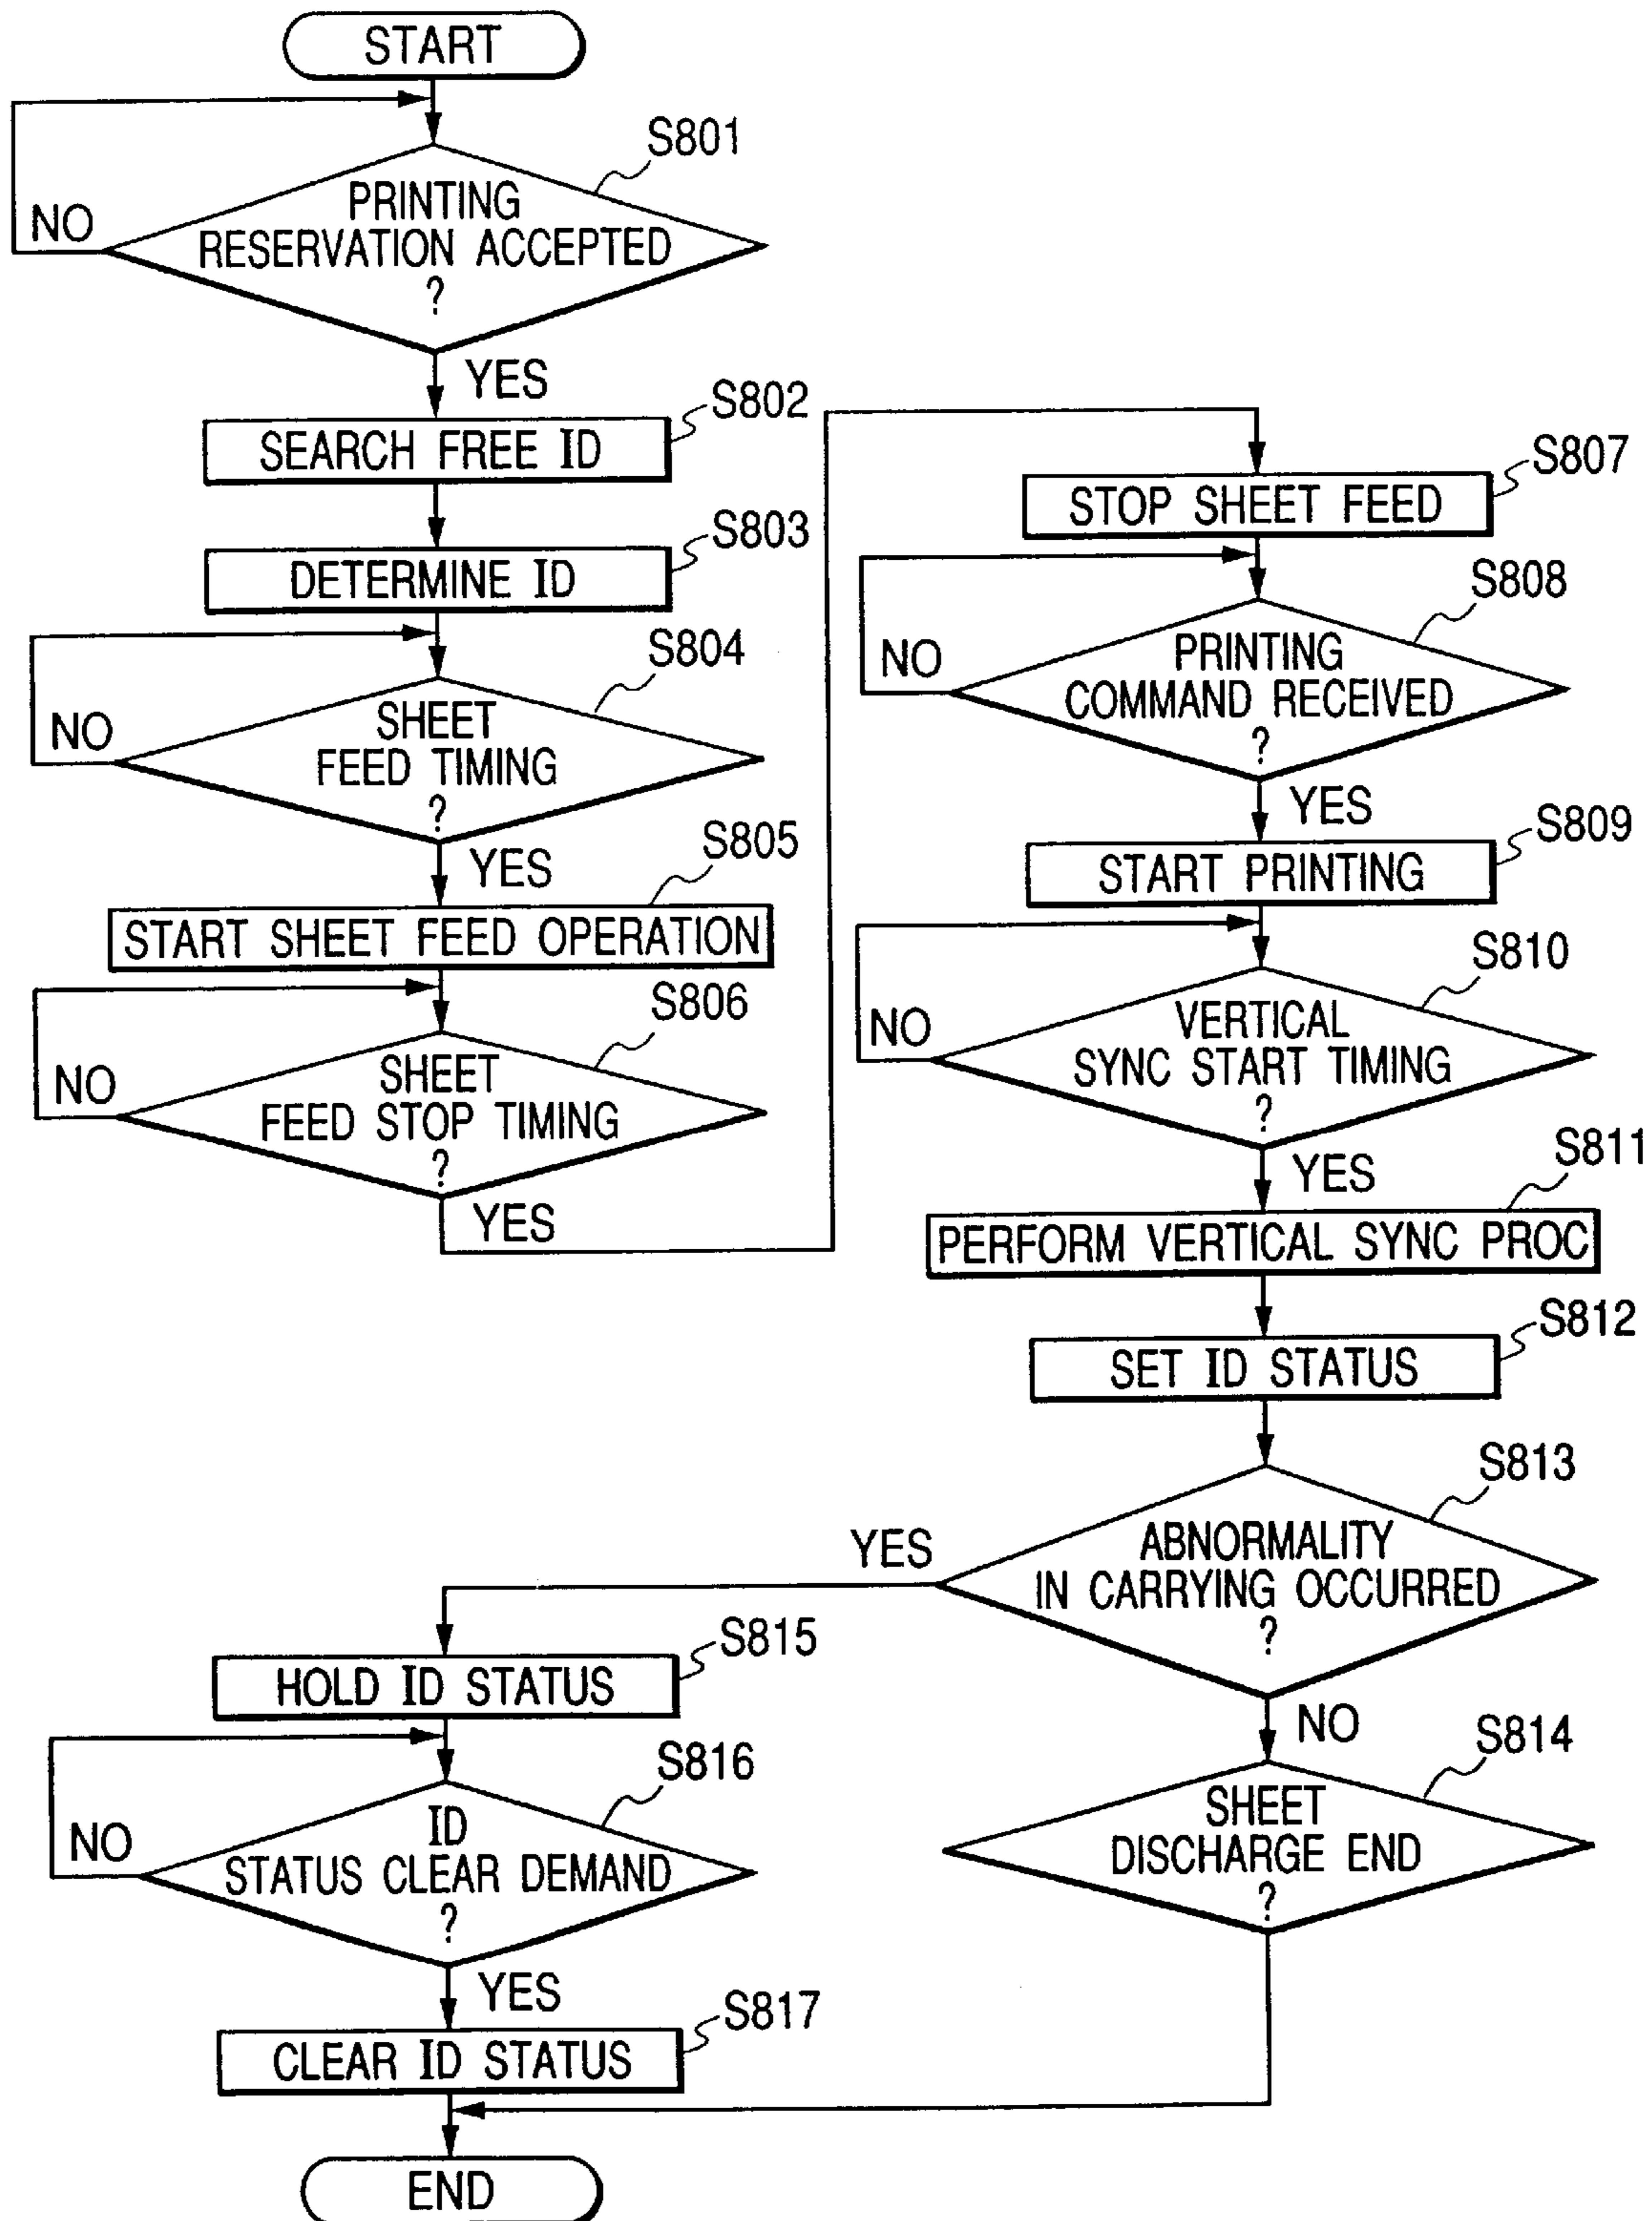 START
S801
PRINTING
RESERVATION ACCEPTED
?
NO
YES
S802
SEARCH FREE ID
S803
DETERMINE ID
S804
SHEET
FEED TIMING
?
NO
YES
S805
START SHEET FEED OPERATION
S806
SHEET
FEED STOP TIMING
?
NO
YES
S807
STOP SHEET FEED
S808
PRINTING
COMMAND RECEIVED
?
NO
YES
S809
START PRINTING
S810
VERTICAL
SYNC START TIMING
?
NO
YES
S811
PERFORM VERTICAL SYNC PROC
S812
SET ID STATUS
S813
ABNORMALITY
IN CARRYING OCCURRED
?
YES
NO
S814
SHEET
DISCHARGE END
?
S815
HOLD ID STATUS
S816
ID
STATUS CLEAR DEMAND
?
NO
YES
S817
CLEAR ID STATUS
END